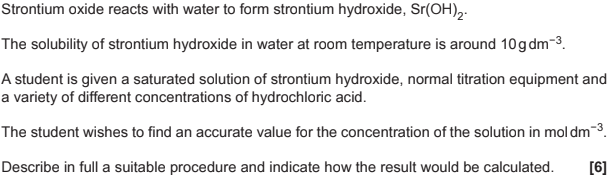 Strontium oxide reacts with water to form strontium hydroxide, Sr(OH)₂.
The solubility of strontium hydroxide in water at room temperature is around 10 g dm⁻³.
A student is given a saturated solution of strontium hydroxide, normal titration equipment and
a variety of different concentrations of hydrochloric acid.
The student wishes to find an accurate value for the concentration of the solution in mol dm⁻³.
Describe in full a suitable procedure and indicate how the result would be calculated. [6]